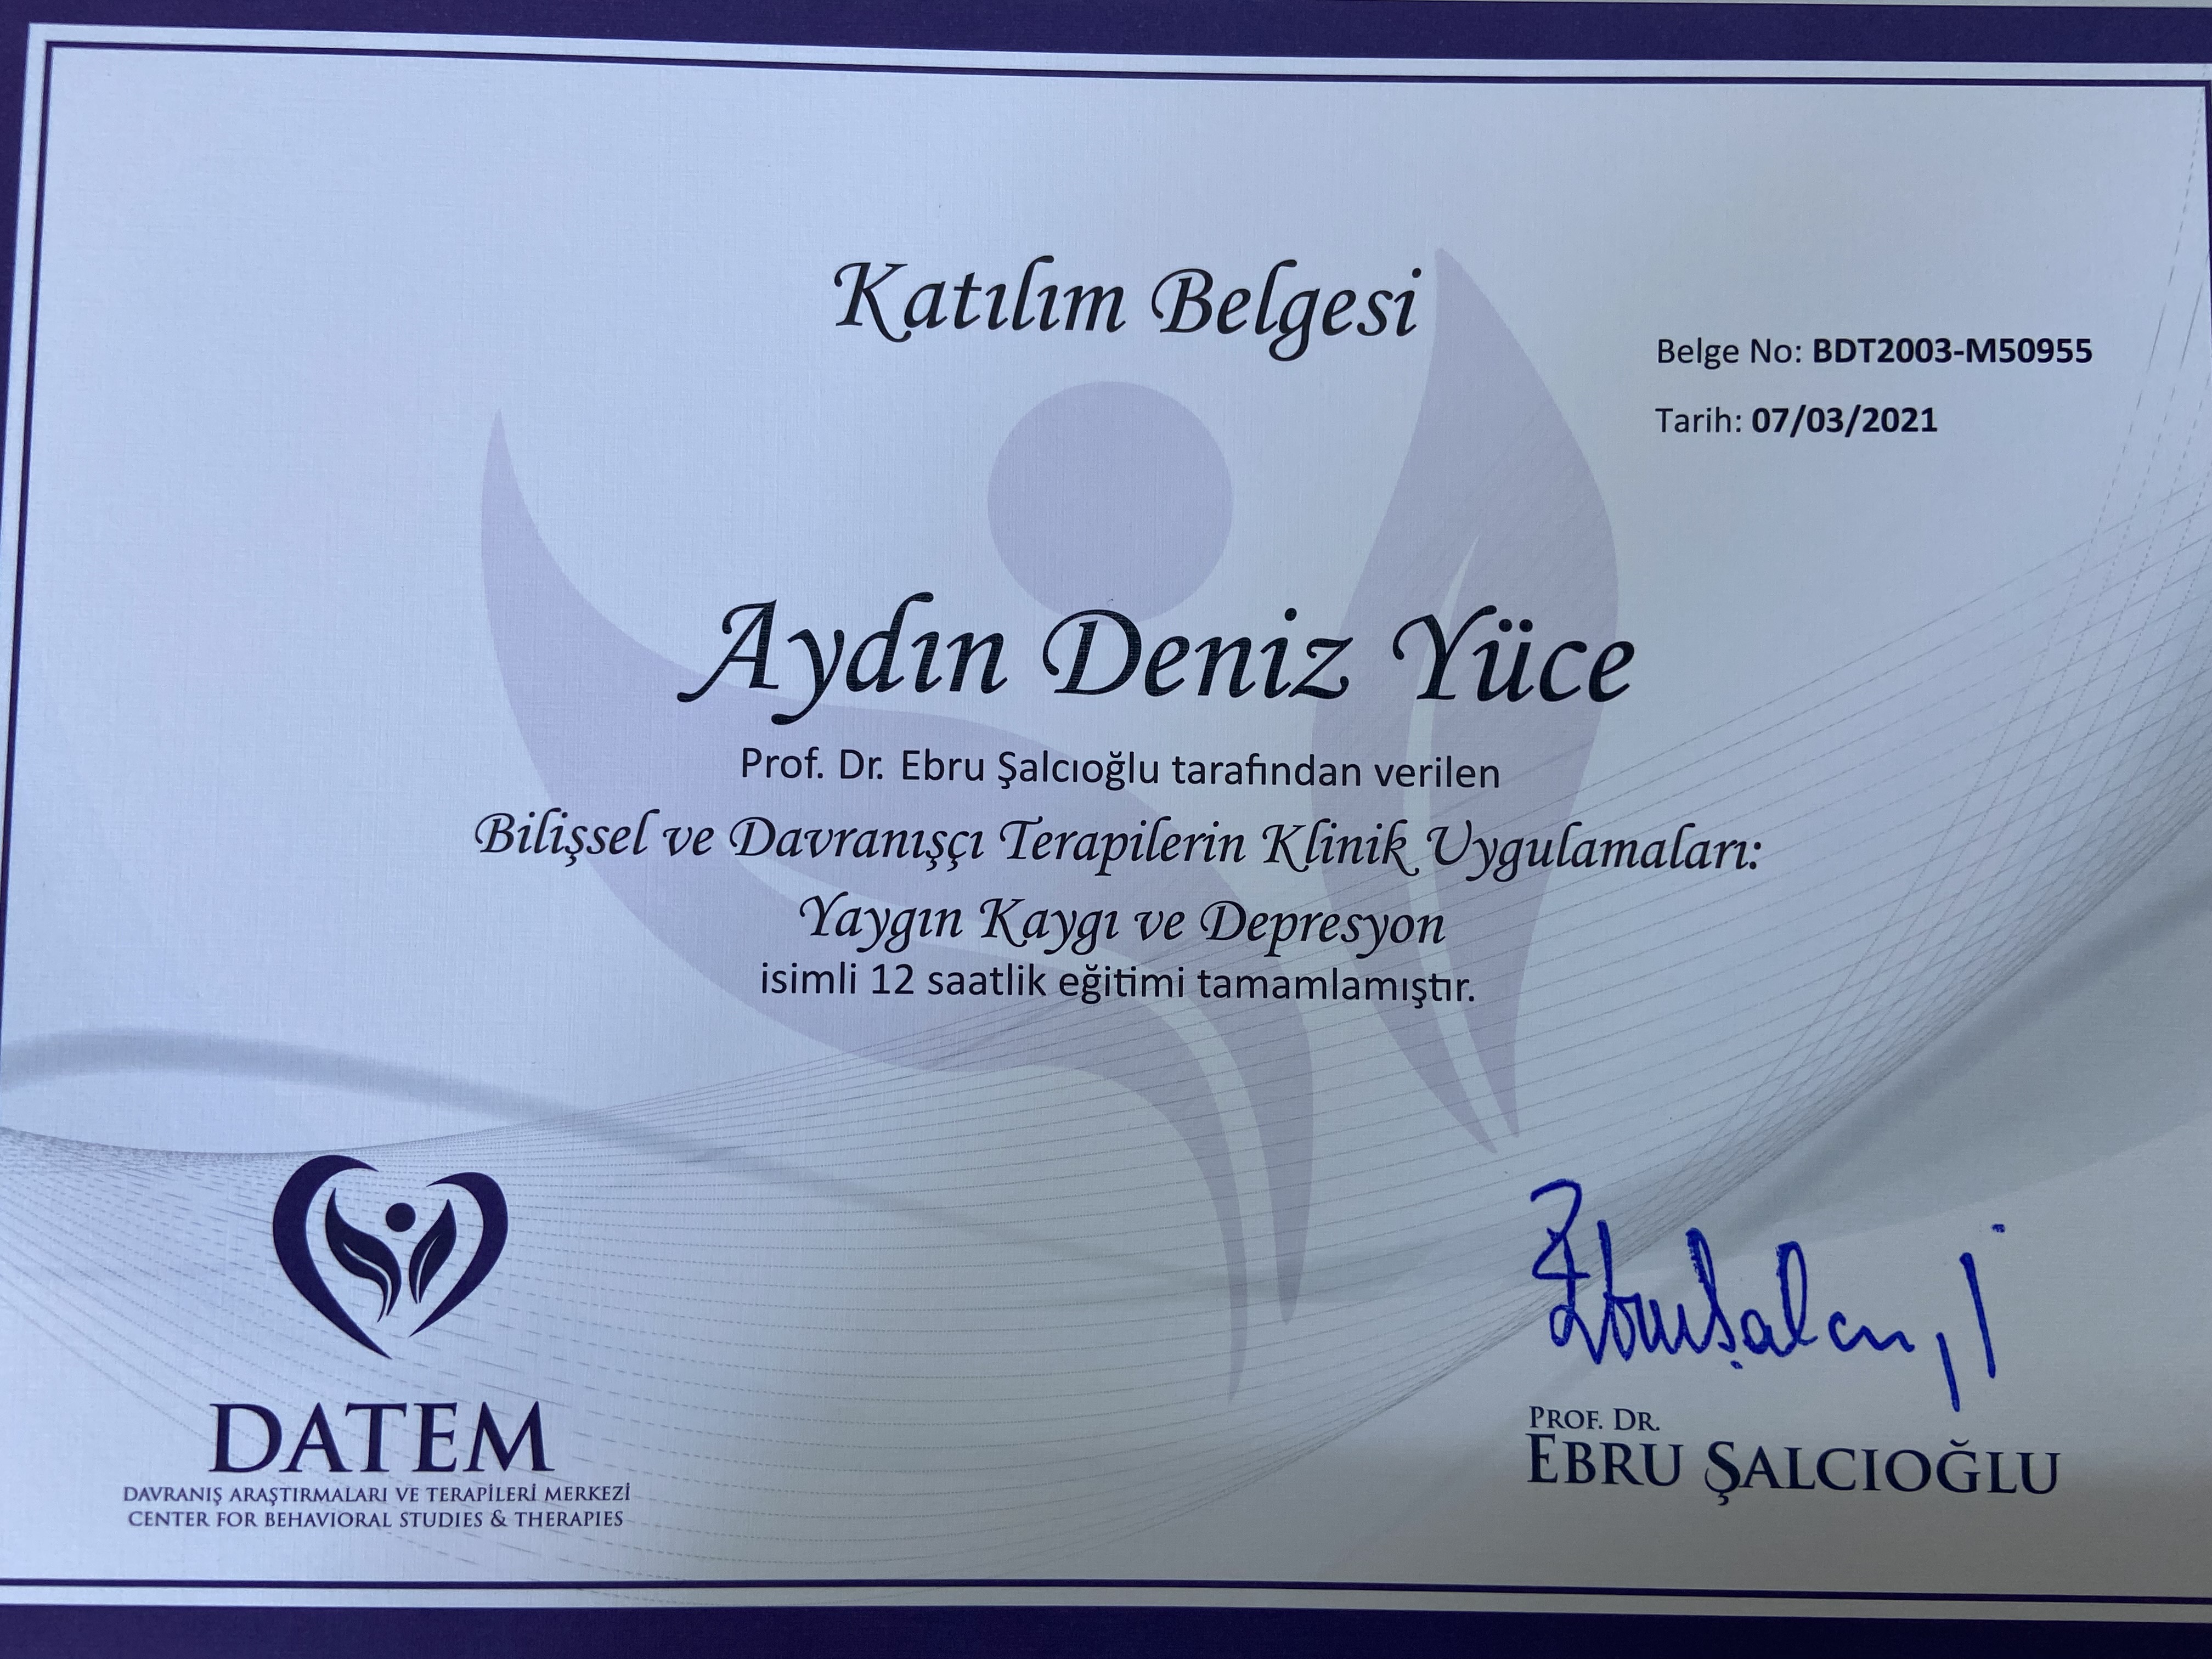 Katılım Belgesi
Belge No: BDT2003-M50955
Tarih: 07/03/2021
Aydın Deniz Yüce
Prof. Dr. Ebru Şalcıoğlu tarafından verilen
Bilişsel ve Davranışçı Terapilerin Klinik Uygulamaları:
Yaygın Kaygı ve Depresyon
isimli 12 saatlik eğitimi tamamlamıştır.
DATEM
DAVRANIŞ ARAŞTIRMALARI VE TERAPİLERİ MERKEZİ
CENTER FOR BEHAVIORAL STUDIES & THERAPIES
PROF. DR.
EBRU ŞALCIOĞLU